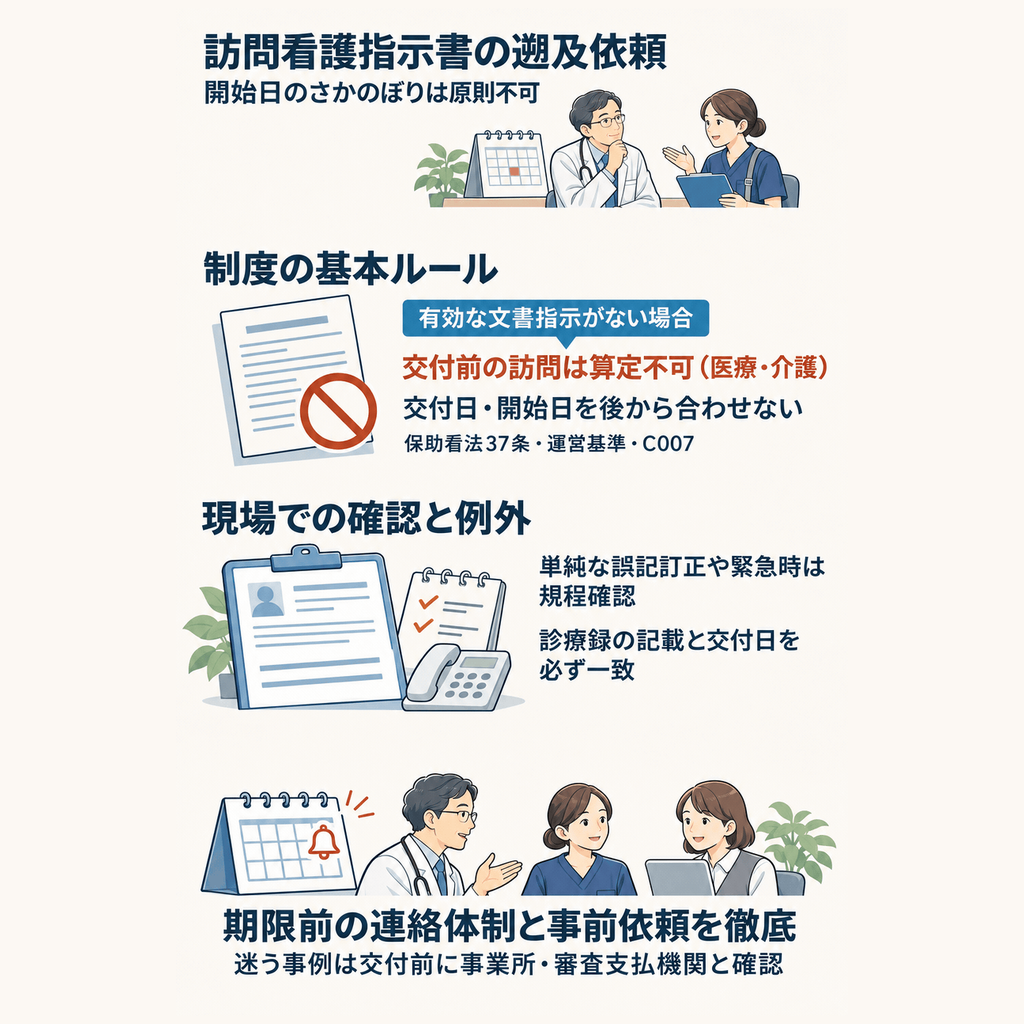 訪問看護指示書の遡及依頼
開始日のさかのぼりは原則不可
制度の基本ルール
有効な文書指示がない場合
交付前の訪問は算定不可（医療・介護）
交付日・開始日を後から合わせない
保助看法37条・運営基準・C007
現場での確認と例外
単純な誤記訂正や緊急時は
規程確認
診療録の記載と交付日を
必ず一致
期限前の連絡体制と事前依頼を徹底
迷う事例は交付前に事業所・審査支払機関と確認